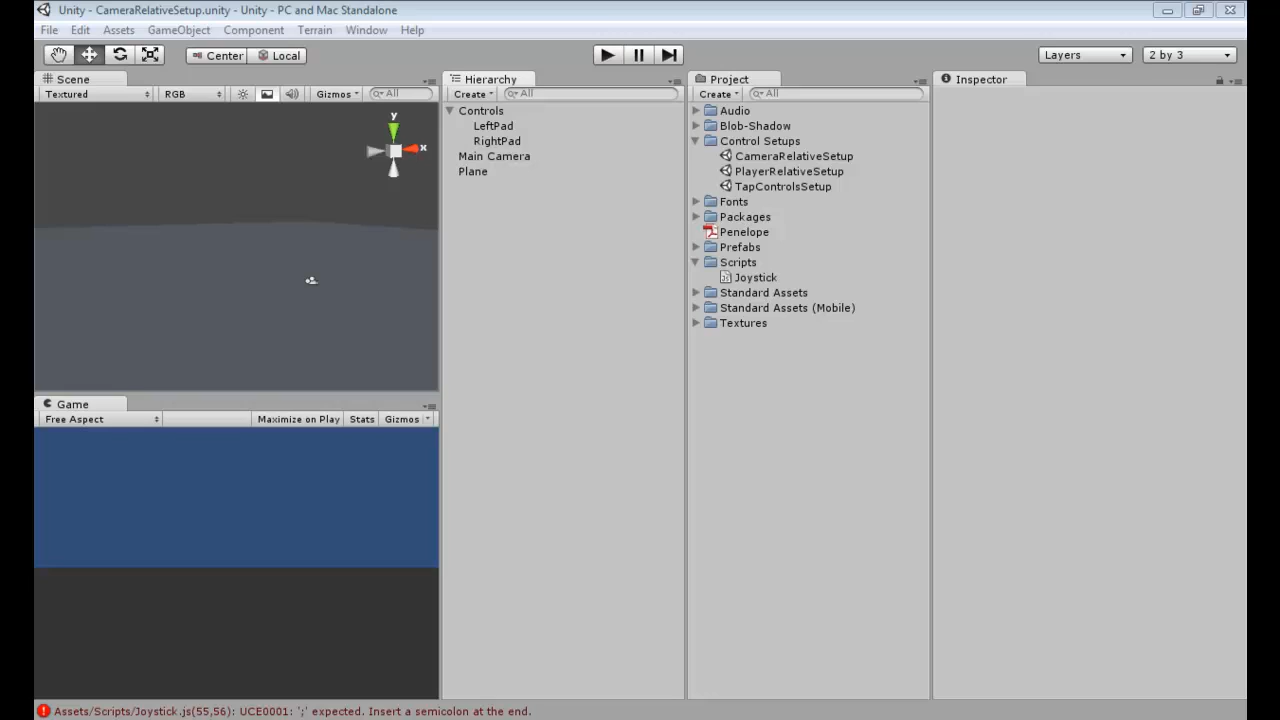 Unity - CameraRelativeSetup.unity - Unity - PC and Mac Standalone
File Edit Assets GameObject Component Terrain Window Help
Center Local Layers 2 by 3
Scene
Textured RGB Gizmos All
Hierarchy
Create All
Controls
LeftPad
RightPad
Main Camera
Plane
Project
Create All
Audio
Blob-Shadow
Control Setups
CameraRelativeSetup
PlayerRelativeSetup
TapControlsSetup
Fonts
Packages
Penelope
Prefabs
Scripts
Joystick
Standard Assets
Standard Assets (Mobile)
Textures
Inspector
y
x
Game
Free Aspect Maximize on Play Stats Gizmos
Assets/Scripts/Joystick.js(55,56): UCE0001: ';' expected. Insert a semicolon at the end.